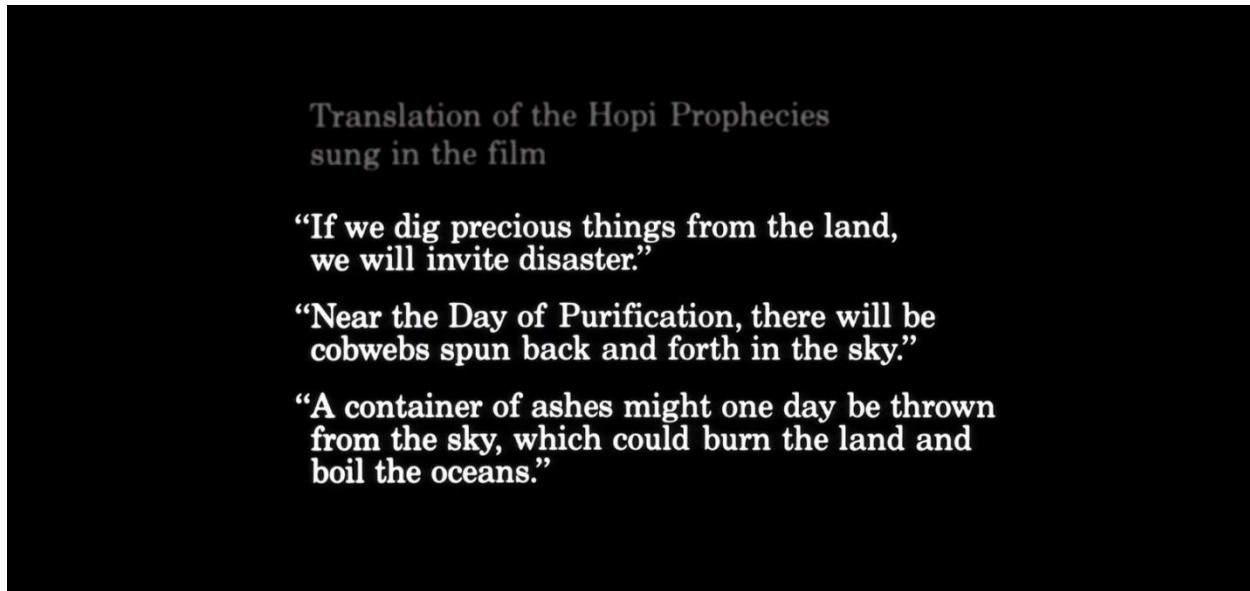 Translation of the Hopi Prophecies
sung in the film
“If we dig precious things from the land,
we will invite disaster.”
“Near the Day of Purification, there will be
cobwebs spun back and forth in the sky.”
“A container of ashes might one day be thrown
from the sky, which could burn the land and
boil the oceans.”